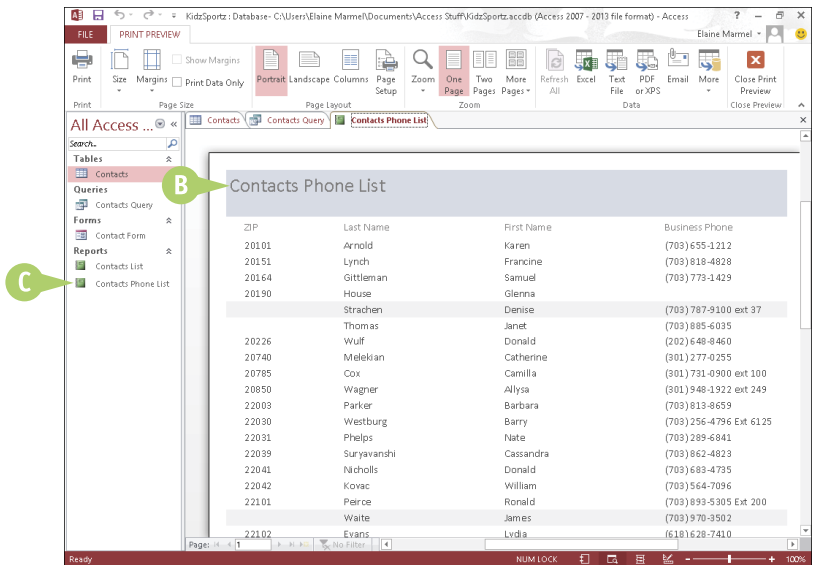 KidzSportz : Database- C:\Users\Elaine Marmel\Documents\Access Stuff\KidzSportz.accdb (Access 2007 - 2013 file format) - Access ?
FILE PRINT PREVIEW Elaine Marmel
Print Size Margins Show Margins Print Data Only Portrait Landscape Columns Page Setup Zoom One Page Two Pages More Pages Refresh All Excel Text File PDF or XPS Email More Close Print Preview
Print Page Size Page Layout Zoom Data Close Preview
All Access ... «
Contacts Contacts Query Contacts Phone List
Search..
Tables
Contacts
Queries
Contacts Query
Forms
Contact Form
Reports
Contacts List
Contacts Phone List
B
C
Contacts Phone List
ZIP Last Name First Name Business Phone
20101 Arnold Karen (703) 655-1212
20151 Lynch Francine (703) 818-4828
20164 Gittleman Samuel (703) 773-1429
20190 House Glenna
Strachen Denise (703) 787-9100 ext 37
Thomas Janet (703) 885-6035
20226 Wulf Donald (202) 648-8460
20740 Melekian Catherine (301) 277-0255
20785 Cox Camilla (301) 731-0900 ext 100
20850 Wagner Allysa (301) 948-1922 ext 249
22003 Parker Barbara (703) 813-8659
22030 Westburg Barry (703) 256-4796 Ext 6125
22031 Phelps Nate (703) 289-6841
22039 Suryavanshi Cassandra (703) 862-4823
22041 Nicholls Donald (703) 683-4735
22042 Kovac William (703) 564-7096
22101 Peirce Ronald (703) 893-5305 Ext 200
Waite James (703) 970-3502
22102 Evans Lydia (618) 628-7410
Page: 1 No Filter
Ready NUM LOCK 100%